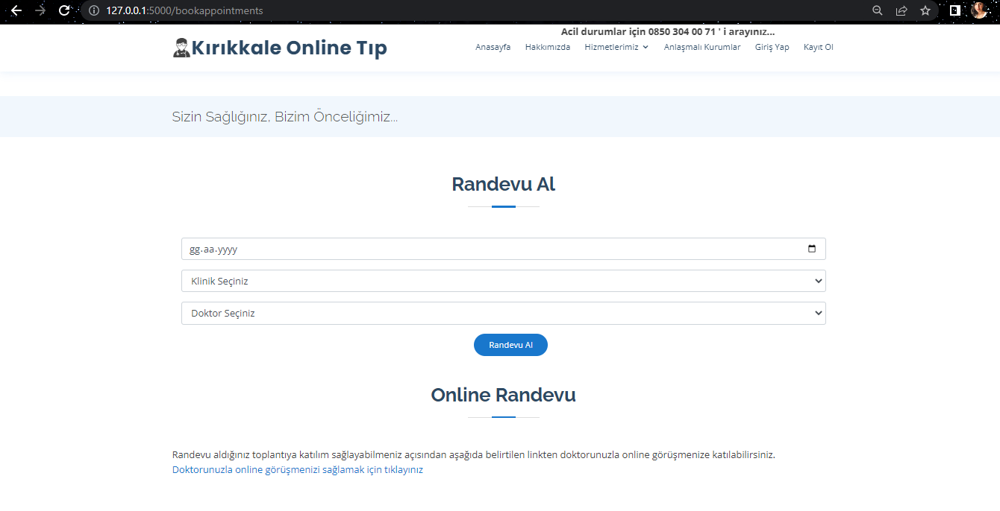 127.0.0.1:5000/bookappointments
Acil durumlar için 0850 304 00 71 ' i arayınız...
Kırıkkale Online Tıp
Anasayfa Hakkımızda Hizmetlerimiz Anlaşmalı Kurumlar Giriş Yap Kayıt Ol
Sizin Sağlığınız, Bizim Önceliğimiz...
Randevu Al
gg.aa.yyyy
Klinik Seçiniz
Doktor Seçiniz
Randevu Al
Online Randevu
Randevu aldığınız toplantıya katılım sağlayabilmeniz açısından aşağıda belirtilen linkten doktorunuzla online görüşmenize katılabilirsiniz.
Doktorunuzla online görüşmenizi sağlamak için tıklayınız